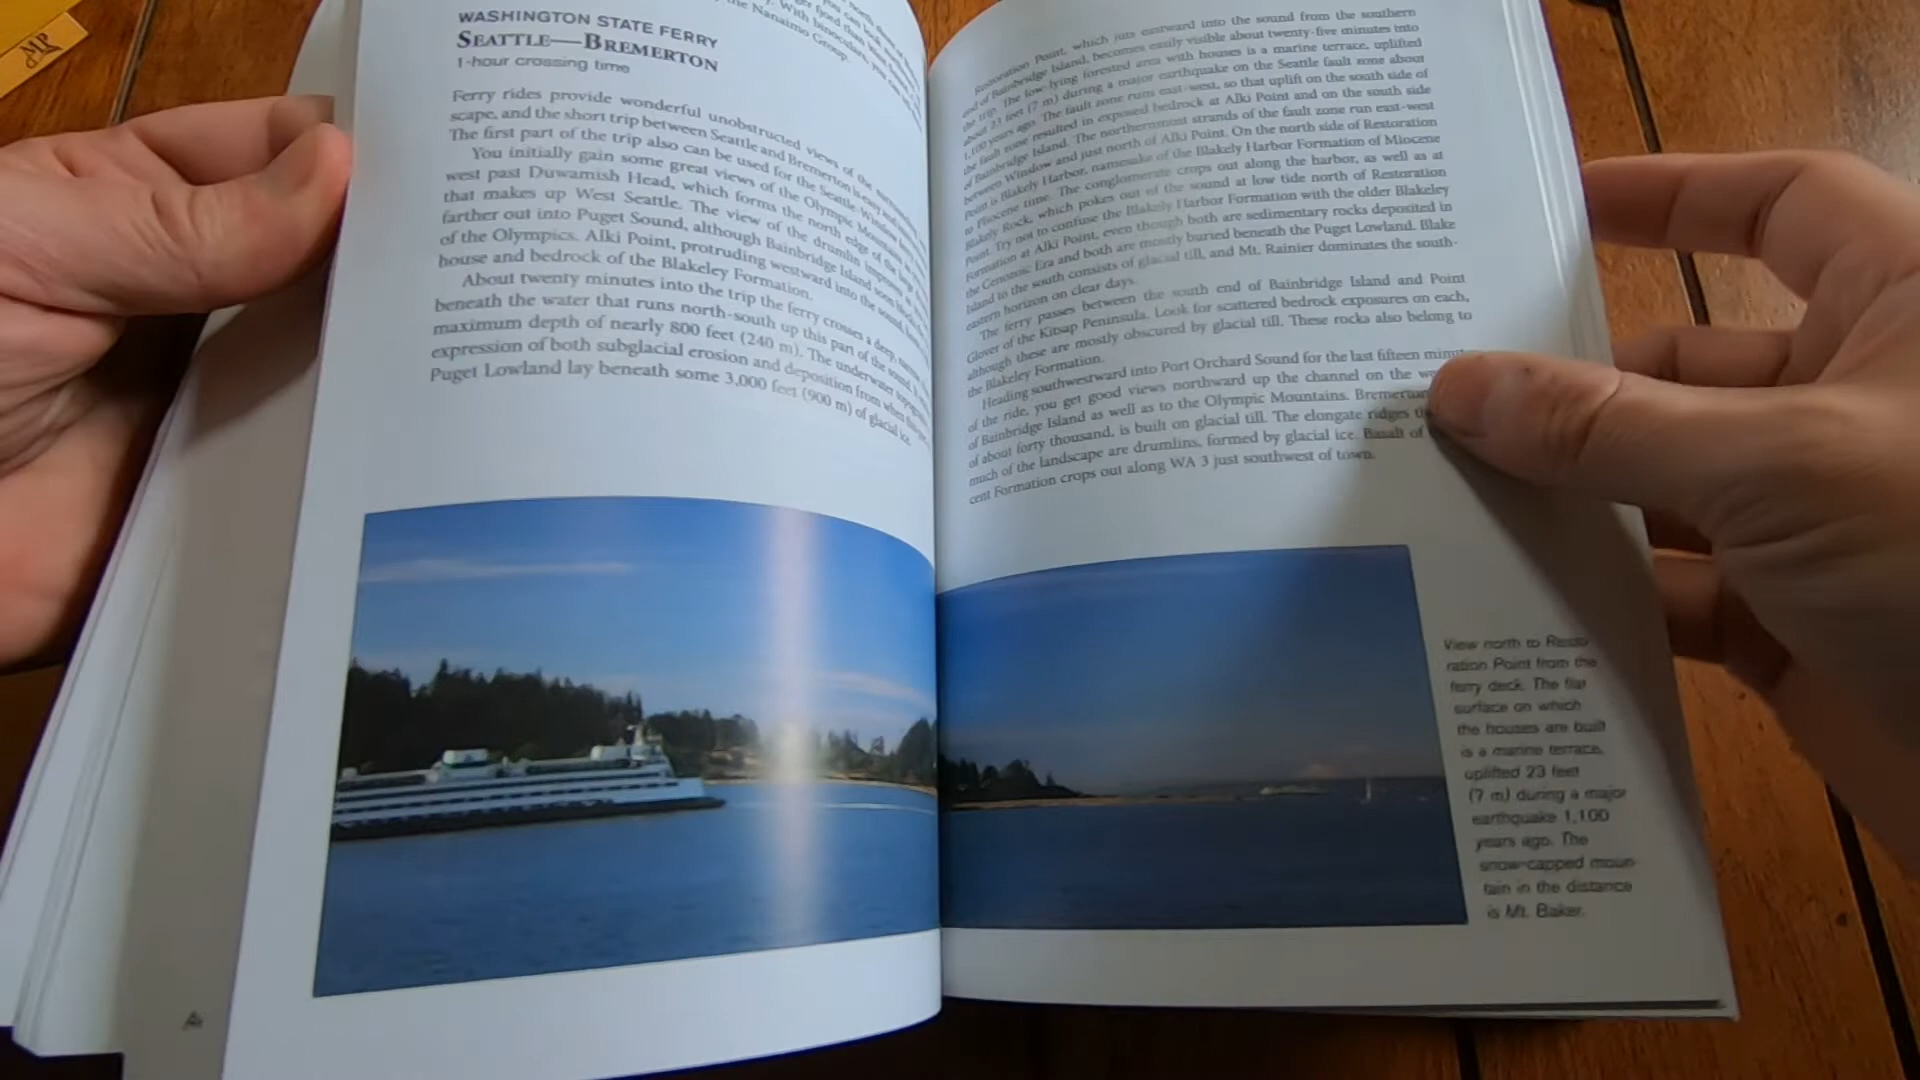 MP
the Nanaimo Group.
WASHINGTON STATE FERRY
SEATTLE—BREMERTON
1-hour crossing time
Ferry rides provide wonderful unobstructed views of the
scape, and the short trip between Seattle and Bremerton is easy and
The first part of the trip also can be used for the Seattle-Winslow ferry
You initially gain some great views of the Olympic Mountains
west past Duwamish Head, which forms the north edge of the large
that makes up West Seattle. The view of the drumlin improves
farther out into Puget Sound, although Bainbridge Island soon
of the Olympics. Alki Point, protruding westward into the sound,
house and bedrock of the Blakeley Formation.
About twenty minutes into the trip the ferry crosses a deep,
beneath the water that runs north-south up this part of the sound.
maximum depth of nearly 800 feet (240 m). The underwater
expression of both subglacial erosion and deposition from when
Puget Lowland lay beneath some 3,000 feet (900 m) of glacial ice.
Restoration Point, which juts eastward into the sound from the southern
end of Bainbridge Island, becomes easily visible about twenty-five minutes into
the trip. The low-lying forested area with houses is a marine terrace, uplifted
about 23 feet (7 m) during a major earthquake on the Seattle fault zone about
1,100 years ago. The fault zone runs east-west, so that uplift on the south side of
the fault zone resulted in exposed bedrock at Alki Point and on the south side
of Bainbridge Island. The northernmost strands of the fault zone run east-west
between Winslow and just north of Alki Point. On the north side of Restoration
Point is Blakely Harbor, namesake of the Blakely Harbor Formation of Miocene
to Pliocene time. The conglomerate crops out along the harbor, as well as at
Blakely Rock, which pokes out of the sound at low tide north of Restoration
Point. Try not to confuse the Blakely Harbor Formation with the older Blakeley
Formation at Alki Point, even though both are sedimentary rocks deposited in
the Cenozoic Era and both are mostly buried beneath the Puget Lowland. Blake
Island to the south consists of glacial till, and Mt. Rainier dominates the south-
eastern horizon on clear days.
The ferry passes between the south end of Bainbridge Island and Point
Glover of the Kitsap Peninsula. Look for scattered bedrock exposures on each,
although these are mostly obscured by glacial till. These rocks also belong to
the Blakeley Formation.
Heading southwestward into Port Orchard Sound for the last fifteen
of the ride, you get good views northward up the channel on the
of Bainbridge Island as well as to the Olympic Mountains. Bremerton
of about forty thousand, is built on glacial till. The elongate ridges
much of the landscape are drumlins, formed by glacial ice. Basalt of
cent Formation crops out along WA 3 just southwest of town.
View north to Resto-
ration Point from the
ferry deck. The flat
surface on which
the houses are built
is a marine terrace,
uplifted 23 feet
(7 m) during a major
earthquake 1,100
years ago. The
snow-capped moun-
tain in the distance
is Mt. Baker.